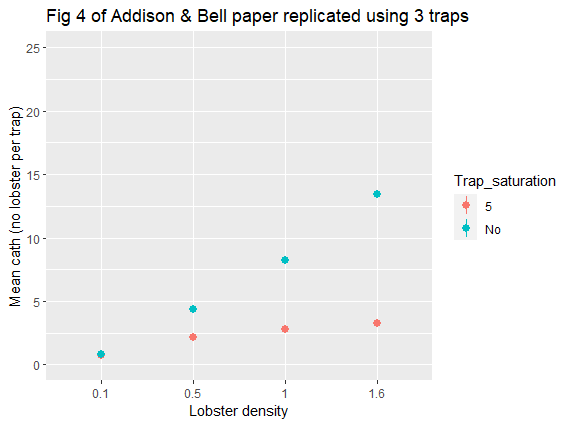 Fig 4 of Addison & Bell paper replicated using 3 traps
25
20
15
10
5
0
Mean cath (no lobster per trap)
0.1 0.5 1 1.6
Lobster density
Trap_saturation
5
No